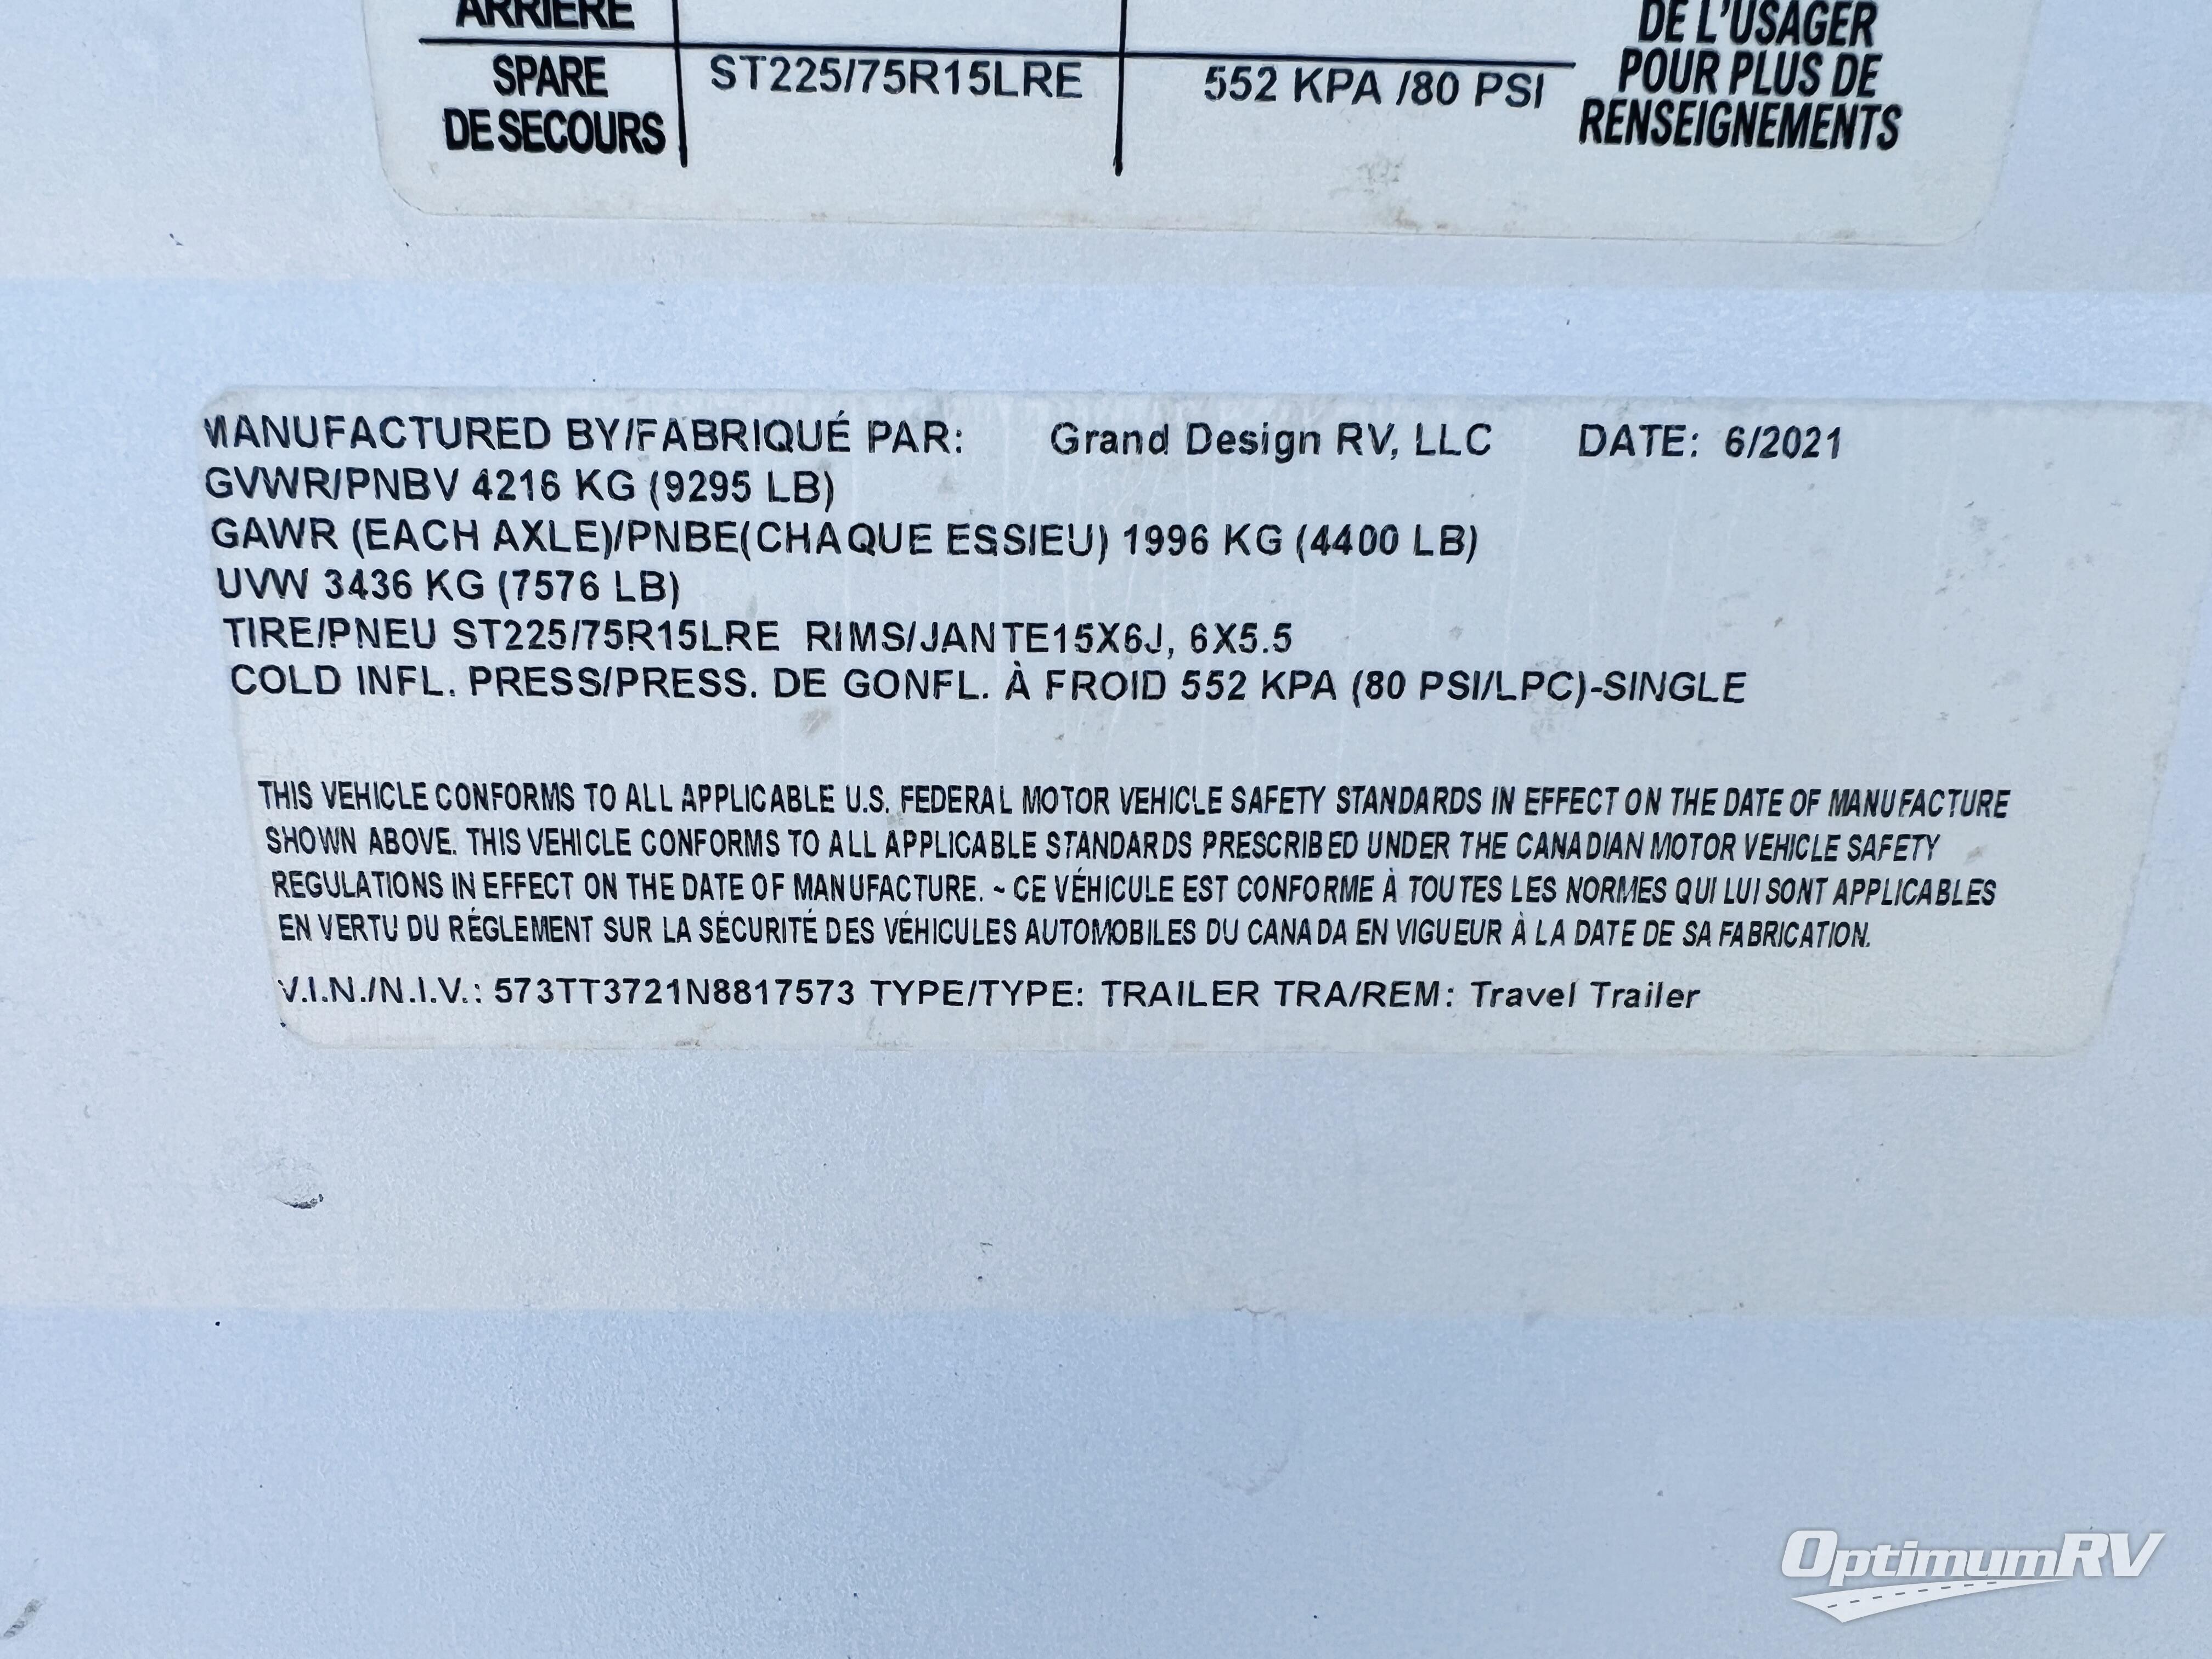 ARRIÈRE
SPARE
DE SECOURS
ST225/75R15LRE
552 KPA /80 PSI
DE L'USAGER
POUR PLUS DE
RENSEIGNEMENTS
MANUFACTURED BY/FABRIQUÉ PAR: Grand Design RV, LLC DATE: 6/2021
GVWR/PNBV 4216 KG (9295 LB)
GAWR (EACH AXLE)/PNBE(CHAQUE ESSIEU) 1996 KG (4400 LB)
UVW 3436 KG (7576 LB)
TIRE/PNEU ST225/75R15LRE RIMS/JANTE15X6J, 6X5.5
COLD INFL. PRESS/PRESS. DE GONFL. À FROID 552 KPA (80 PSI/LPC)-SINGLE
THIS VEHICLE CONFORMS TO ALL APPLICABLE U.S. FEDERAL MOTOR VEHICLE SAFETY STANDARDS IN EFFECT ON THE DATE OF MANUFACTURE
SHOWN ABOVE. THIS VEHICLE CONFORMS TO ALL APPLICABLE STANDARDS PRESCRIBED UNDER THE CANADIAN MOTOR VEHICLE SAFETY
REGULATIONS IN EFFECT ON THE DATE OF MANUFACTURE. ~ CE VÉHICULE EST CONFORME À TOUTES LES NORMES QUI LUI SONT APPLICABLES
EN VERTU DU RÉGLEMENT SUR LA SÉCURITÉ DES VÉHICULES AUTOMOBILES DU CANADA EN VIGUEUR À LA DATE DE SA FABRICATION.
V.I.N./N.I.V.: 573TT3721N8817573 TYPE/TYPE: TRAILER TRA/REM: Travel Trailer
OptimumRV